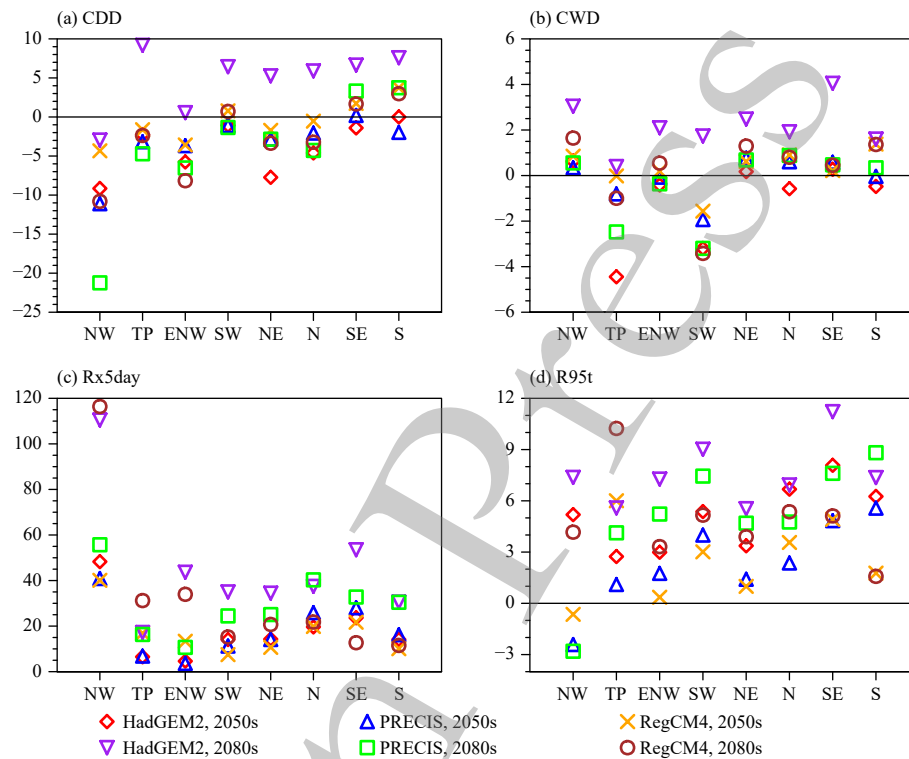 (a) CDD
10
5
0
−5
−10
−15
−20
−25
NW TP ENW SW NE N SE S
(b) CWD
6
4
2
0
−2
−4
−6
NW TP ENW SW NE N SE S
(c) Rx5day
120
100
80
60
40
20
0
NW TP ENW SW NE N SE S
(d) R95t
12
9
6
3
0
−3
NW TP ENW SW NE N SE S
HadGEM2, 2050s PRECIS, 2050s RegCM4, 2050s
HadGEM2, 2080s PRECIS, 2080s RegCM4, 2080s
n Press